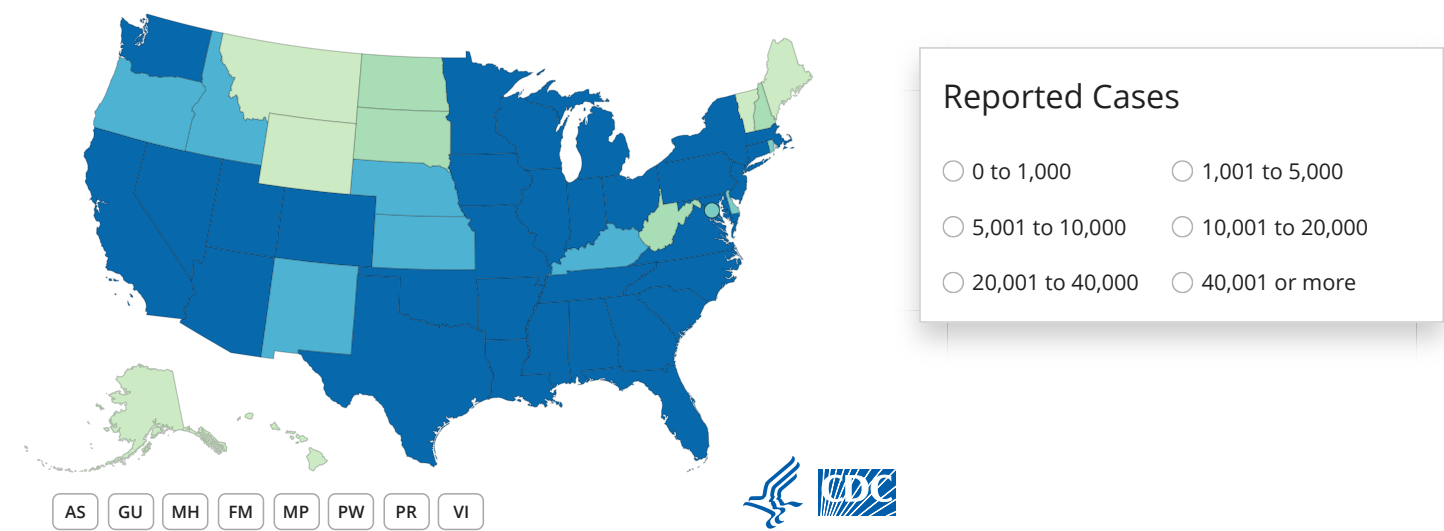 Reported Cases
0 to 1,000
1,001 to 5,000
5,001 to 10,000
10,001 to 20,000
20,001 to 40,000
40,001 or more
AS GU MH FM MP PW PR VI
CDC